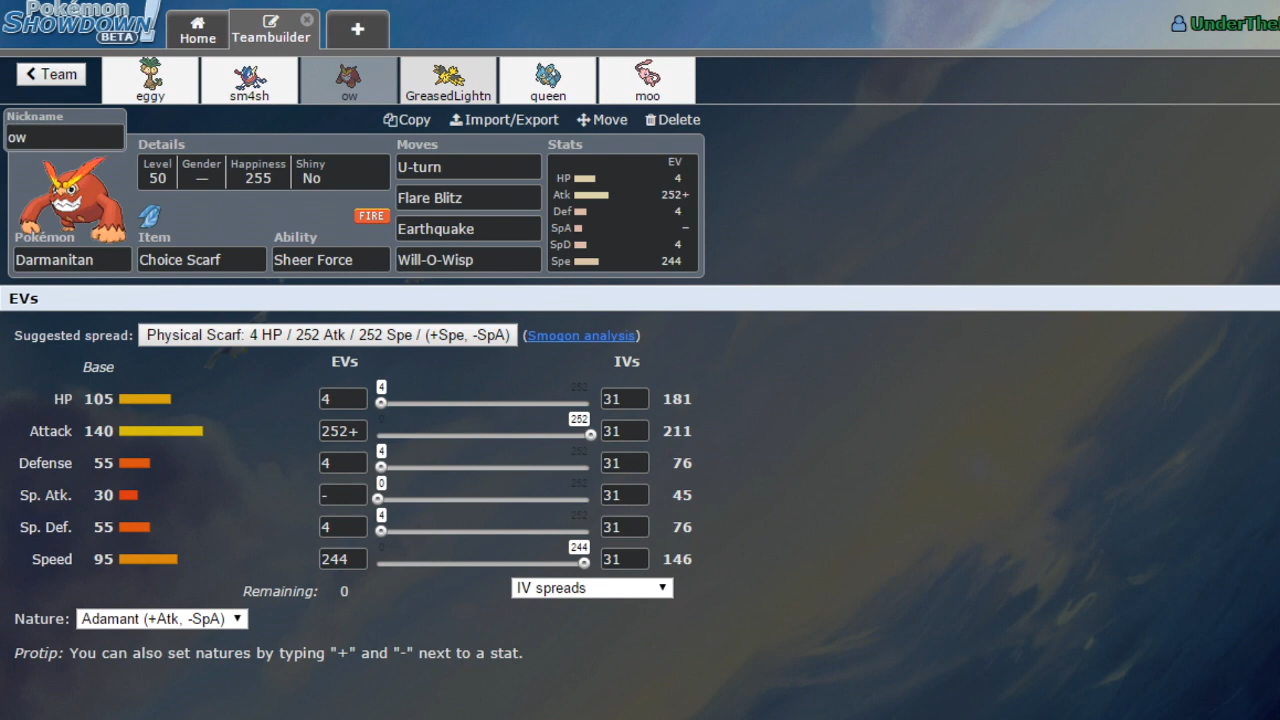 Pokémon
SHOWDOWN!
BETA
Home
Teambuilder
+
UnderThe
Team
eggy
sm4sh
ow
GreasedLightn
queen
moo
Copy Import/Export Move Delete
Nickname
ow
Details
Level Gender Happiness Shiny
50 — 255 No
FIRE
Pokémon Item Ability
Darmanitan Choice Scarf Sheer Force
Moves
U-turn
Flare Blitz
Earthquake
Will-O-Wisp
Stats
EV
HP 4
Atk 252+
Def 4
SpA –
SpD 4
Spe 244
EVs
Suggested spread: Physical Scarf: 4 HP / 252 Atk / 252 Spe / (+Spe, -SpA) (Smogon analysis)
Base EVs IVs
4 252
HP 105 4 31 181
0 252
Attack 140 252+ 31 211
4 252
Defense 55 4 31 76
0 252
Sp. Atk. 30 - 31 45
4 252
Sp. Def. 55 4 31 76
0 244
Speed 95 244 31 146
Remaining: 0 IV spreads
Nature: Adamant (+Atk, -SpA)
Protip: You can also set natures by typing "+" and "-" next to a stat.